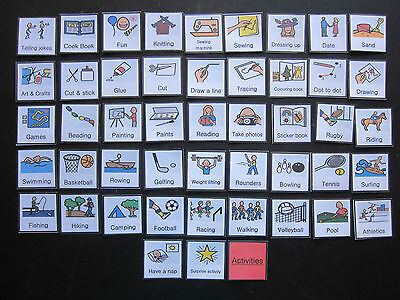 Telling jokes
Cook Book
Fun
Knitting
Sewing
machine
Sewing
Dressing up
Date
Sand
Art & Crafts
Cut & stick
Glue
Cut
Draw a line
Tracing
Colouring book
Dot to dot
Drawing
Games
Beading
Painting
Paints
Reading
Take photos
Sticker book
Rugby
Riding
Swimming
Basketball
Rowing
Golfing
Weight lifting
Rounders
Bowling
Tennis
Surfing
Fishing
Hiking
Camping
Football
Racing
Walking
Volleyball
Pool
Athletics
Have a nap
Surprise activity
Activities